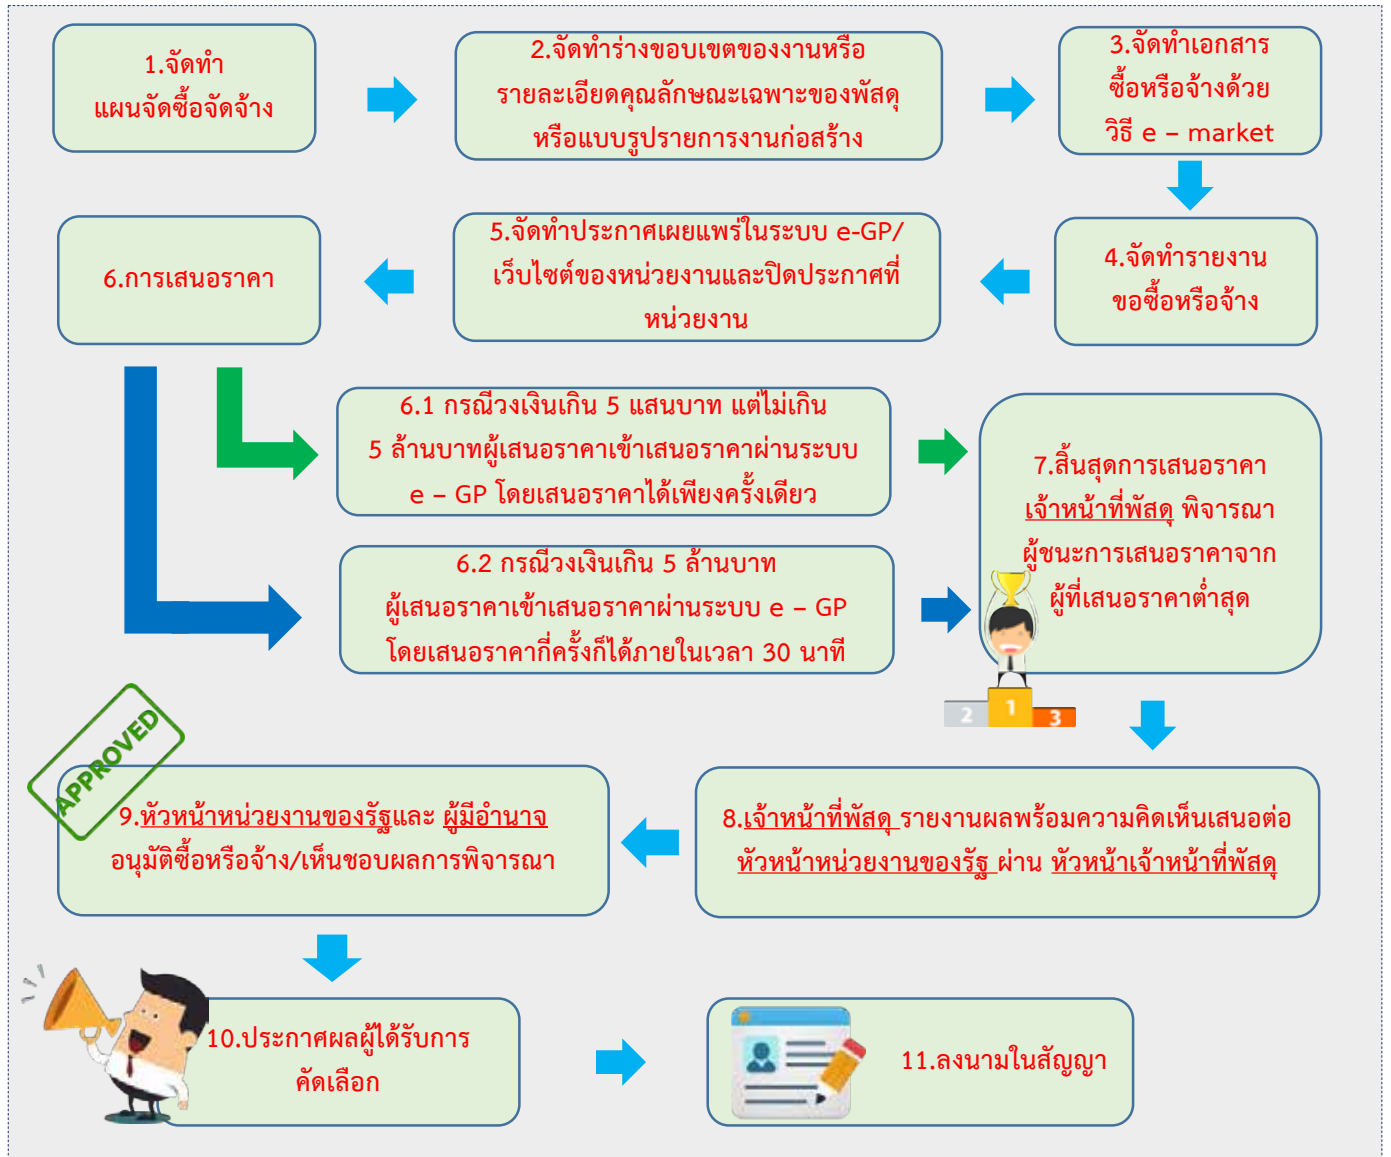 1.จัดทำ
แผนจัดซื้อจัดจ้าง
2.จัดทำร่างขอบเขตของงานหรือ
รายละเอียดคุณลักษณะเฉพาะของพัสดุ
หรือแบบรูปรายการงานก่อสร้าง
3.จัดทำเอกสาร
ซื้อหรือจ้างด้วย
วิธี e – market
4.จัดทำรายงาน
ขอซื้อหรือจ้าง
5.จัดทำประกาศเผยแพร่ในระบบ e-GP/
เว็บไซต์ของหน่วยงานและปิดประกาศที่
หน่วยงาน
6.การเสนอราคา
6.1 กรณีวงเงินเกิน 5 แสนบาท แต่ไม่เกิน
5 ล้านบาทผู้เสนอราคาเข้าเสนอราคาผ่านระบบ
e – GP โดยเสนอราคาได้เพียงครั้งเดียว
6.2 กรณีวงเงินเกิน 5 ล้านบาท
ผู้เสนอราคาเข้าเสนอราคาผ่านระบบ e – GP
โดยเสนอราคากี่ครั้งก็ได้ภายในเวลา 30 นาที
7.สิ้นสุดการเสนอราคา
เจ้าหน้าที่พัสดุ พิจารณา
ผู้ชนะการเสนอราคาจาก
ผู้ที่เสนอราคาต่ำสุด
2 1 3
8.เจ้าหน้าที่พัสดุ รายงานผลพร้อมความคิดเห็นเสนอต่อ
หัวหน้าหน่วยงานของรัฐ ผ่าน หัวหน้าเจ้าหน้าที่พัสดุ
APPROVED
9.หัวหน้าหน่วยงานของรัฐและ ผู้มีอำนาจ
อนุมัติซื้อหรือจ้าง/เห็นชอบผลการพิจารณา
10.ประกาศผลผู้ได้รับการ
คัดเลือก
11.ลงนามในสัญญา